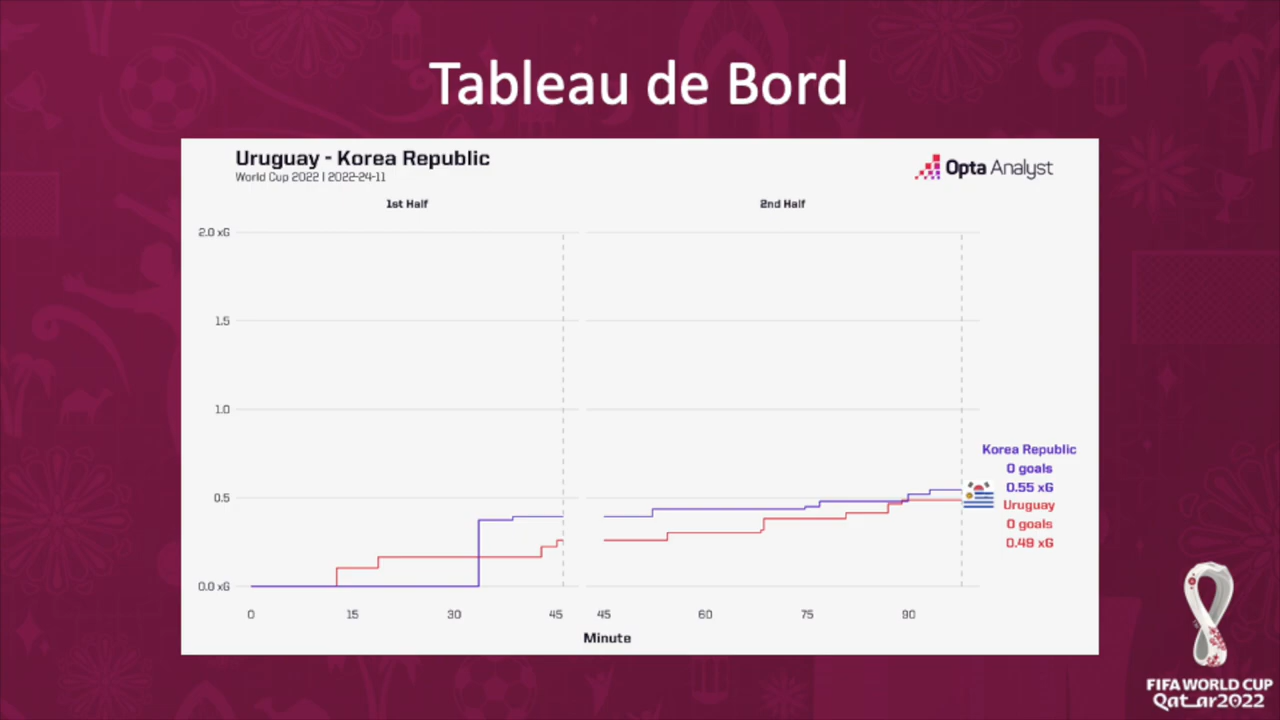 Tableau de Bord
Uruguay - Korea Republic
World Cup 2022 | 2022-24-11
Opta Analyst
1st Half
2nd Half
2.0 xG
1.5
1.0
0.5
0.0 xG
Korea Republic
0 goals
0.55 xG
Uruguay
0 goals
0.49 xG
0 15 30 45 45 60 75 90
Minute
FIFA WORLD CUP
Qatar2022